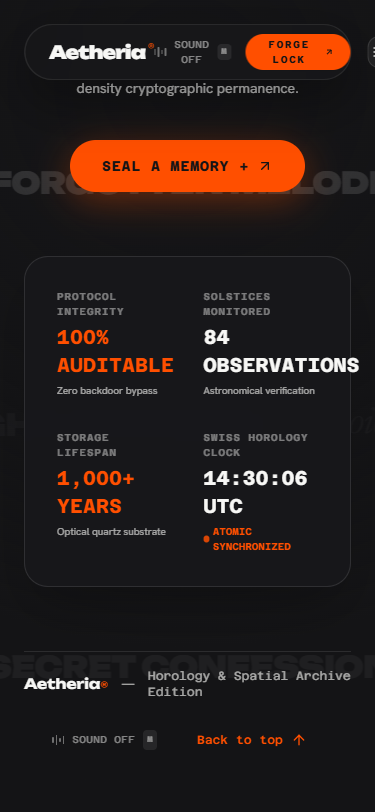 Aetheria®
SOUND
OFF
M
FORGE
LOCK
density cryptographic permanence.
SEAL A MEMORY +
PROTOCOL
INTEGRITY
100%
AUDITABLE
Zero backdoor bypass
SOLSTICES
MONITORED
84
OBSERVATIONS
Astronomical verification
STORAGE
LIFESPAN
1,000+
YEARS
Optical quartz substrate
SWISS HOROLOGY
CLOCK
14:30:06
UTC
ATOMIC
SYNCHRONIZED
SECRET CONFESSION
Aetheria®
—
Horology & Spatial Archive
Edition
SOUND OFF
M
Back to top